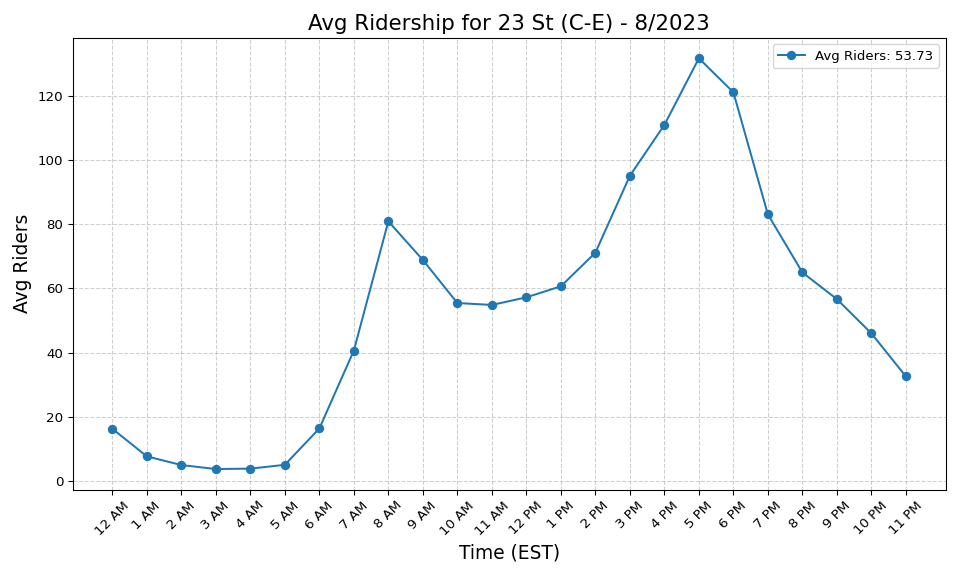 Avg Ridership for 23 St (C-E) - 8/2023
Avg Riders: 53.73
Avg Riders
120
100
80
60
40
20
0
12 AM
1 AM
2 AM
3 AM
4 AM
5 AM
6 AM
7 AM
8 AM
9 AM
10 AM
11 AM
12 PM
1 PM
2 PM
3 PM
4 PM
5 PM
6 PM
7 PM
8 PM
9 PM
10 PM
11 PM
Time (EST)